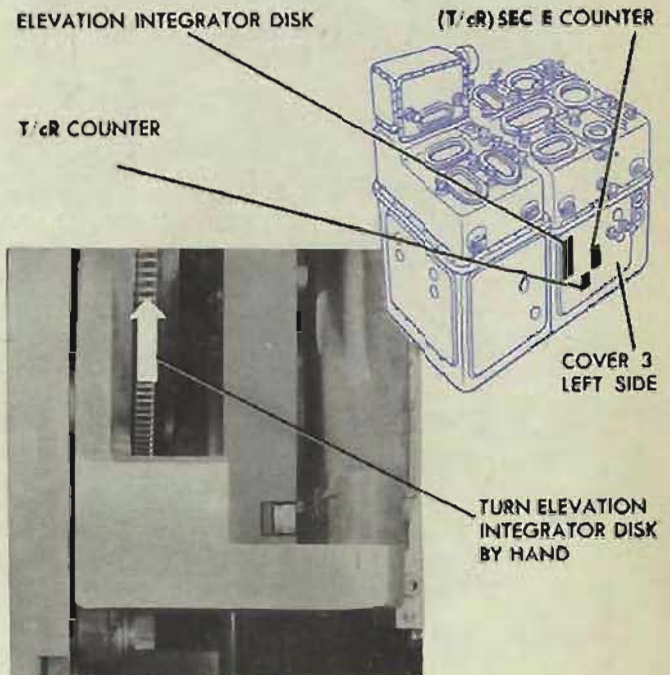 ELEVATION INTEGRATOR DISK
(T/cR) SEC E COUNTER
T/cR COUNTER
COVER 3
LEFT SIDE
TURN ELEVATION
INTEGRATOR DISK
BY HAND